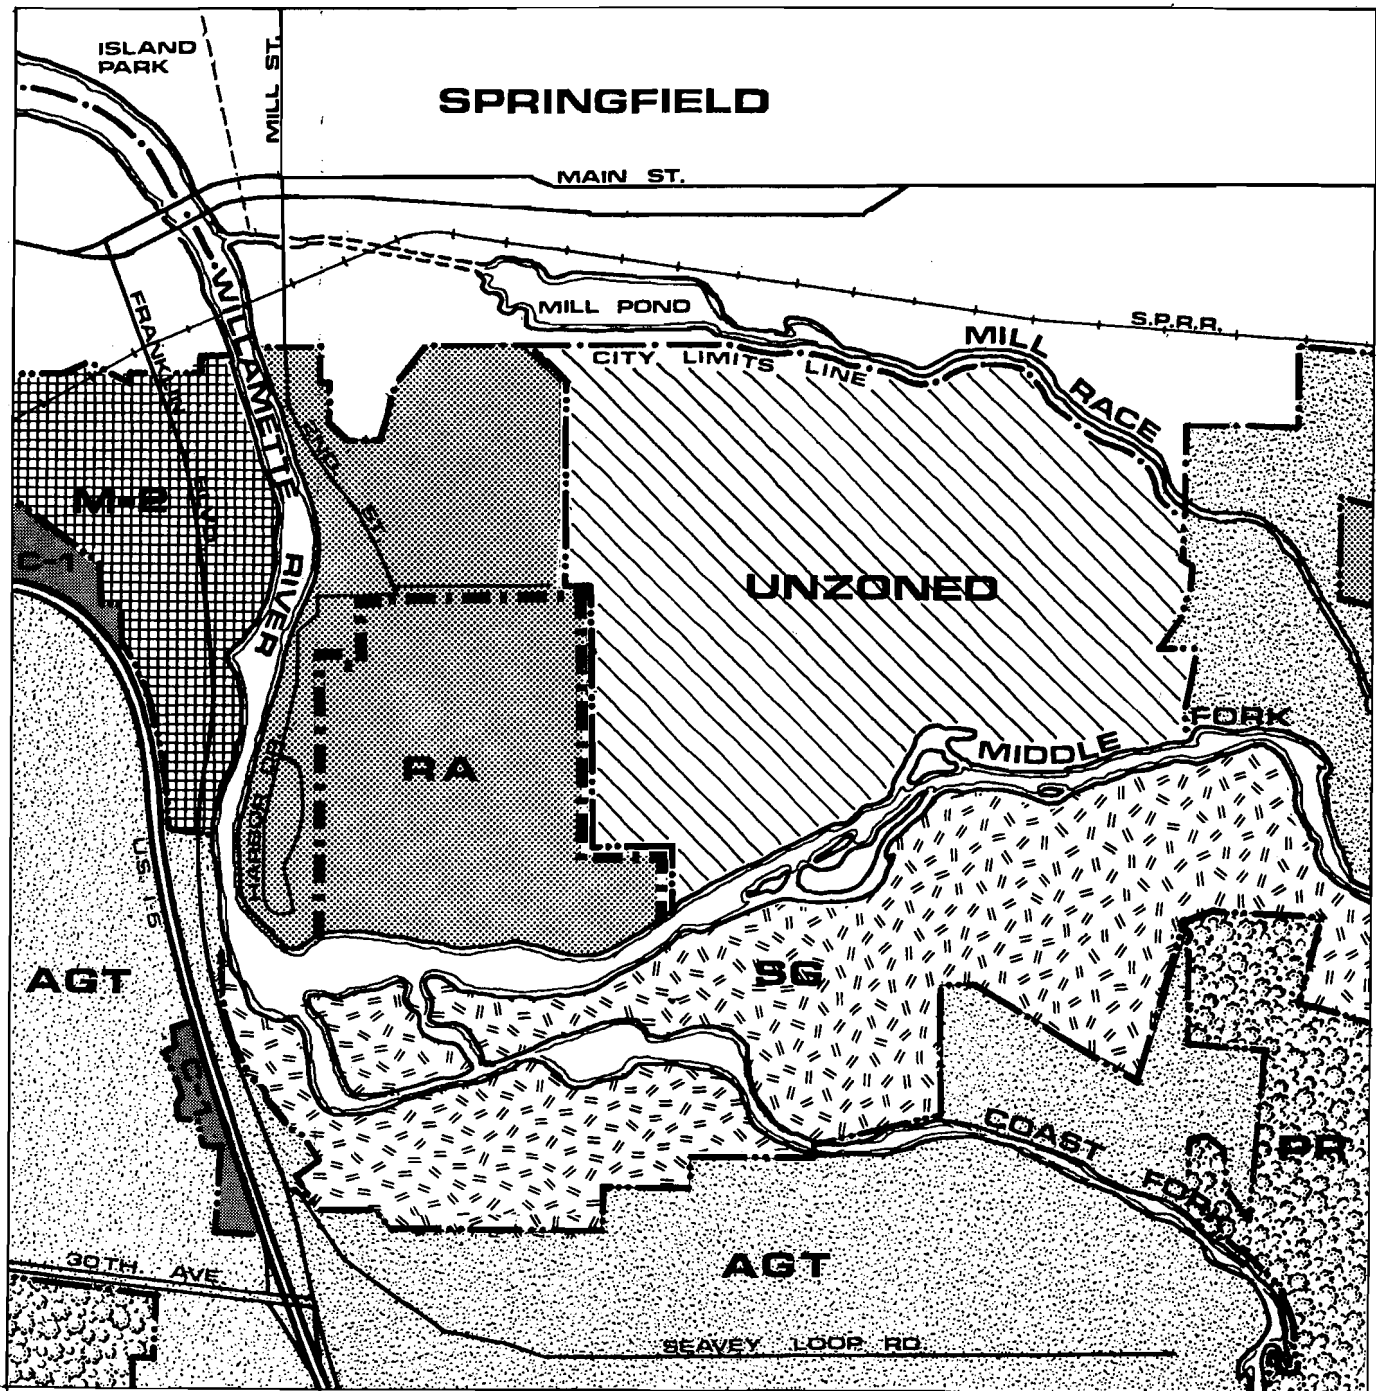 ISLAND
PARK
MILL ST.
SPRINGFIELD
MAIN ST.
WILLAMETTE
RIVER
FRANKLIN
BLVD.
MILL POND
S.P.R.R.
MILL
RACE
CITY LIMITS LINE
2ND. ST.
M-2
C-1
UNZONED
MIDDLE
FORK
RA
HARBOR DR.
US I 5
AGT
SG
C-1
COAST
FORK
PR
30TH AVE
AGT
SEAVEY LOOP RD